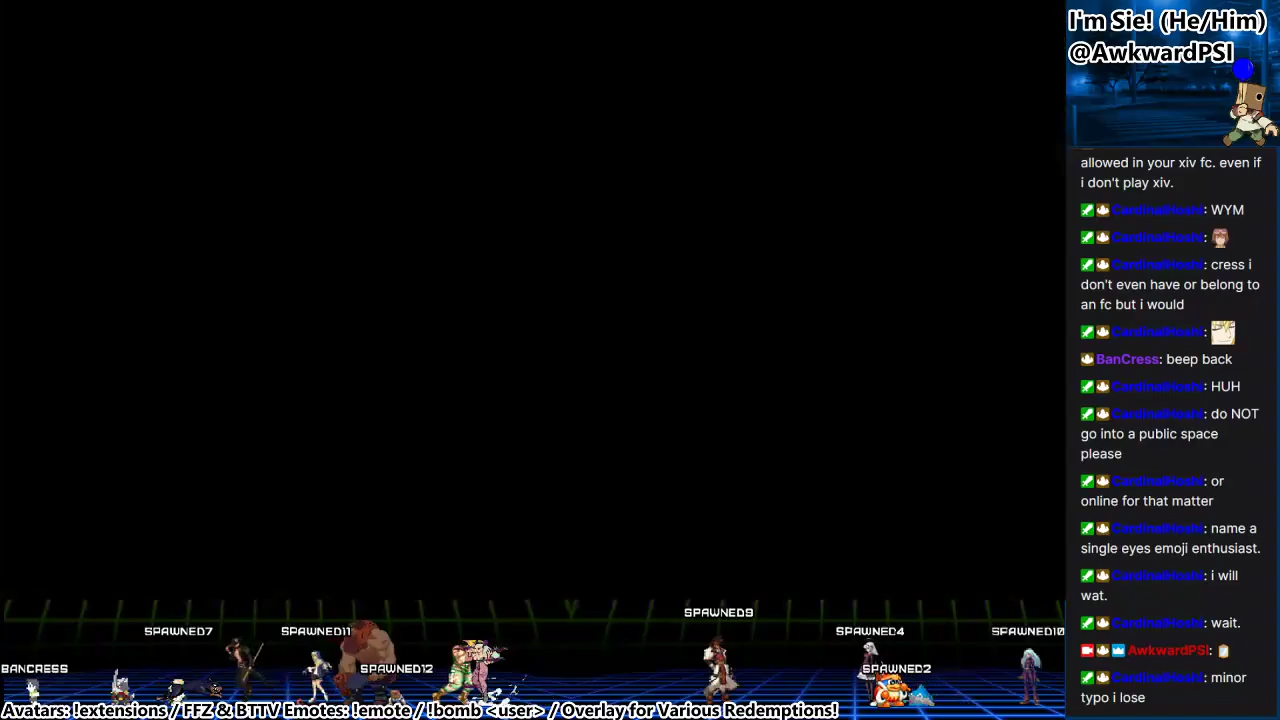 I'm Sie! (He/Him)
@AwkwardPSI
allowed in your xiv fc. even if
i don't play xiv.
CardinalHoshi: WYM
CardinalHoshi:
CardinalHoshi: cress i
don't even have or belong to
an fc but i would
CardinalHoshi:
BanCress: beep back
CardinalHoshi: HUH
CardinalHoshi: do NOT
go into a public space
please
CardinalHoshi: or
online for that matter
CardinalHoshi: name a
single eyes emoji enthusiast.
CardinalHoshi: i will
wat.
CardinalHoshi: wait.
AwkwardPSI:
CardinalHoshi: minor
typo i lose
SPAWNED9
SPAWNED7
SPAWNED11
SPAWNED4
SPAWNED10
BANCRESS
SPAWNED12
SPAWNED2
Avatars: !extensions / FFZ & BTTV Emotes: !emote / !bomb <user> / Overlay for Various Redemptions!